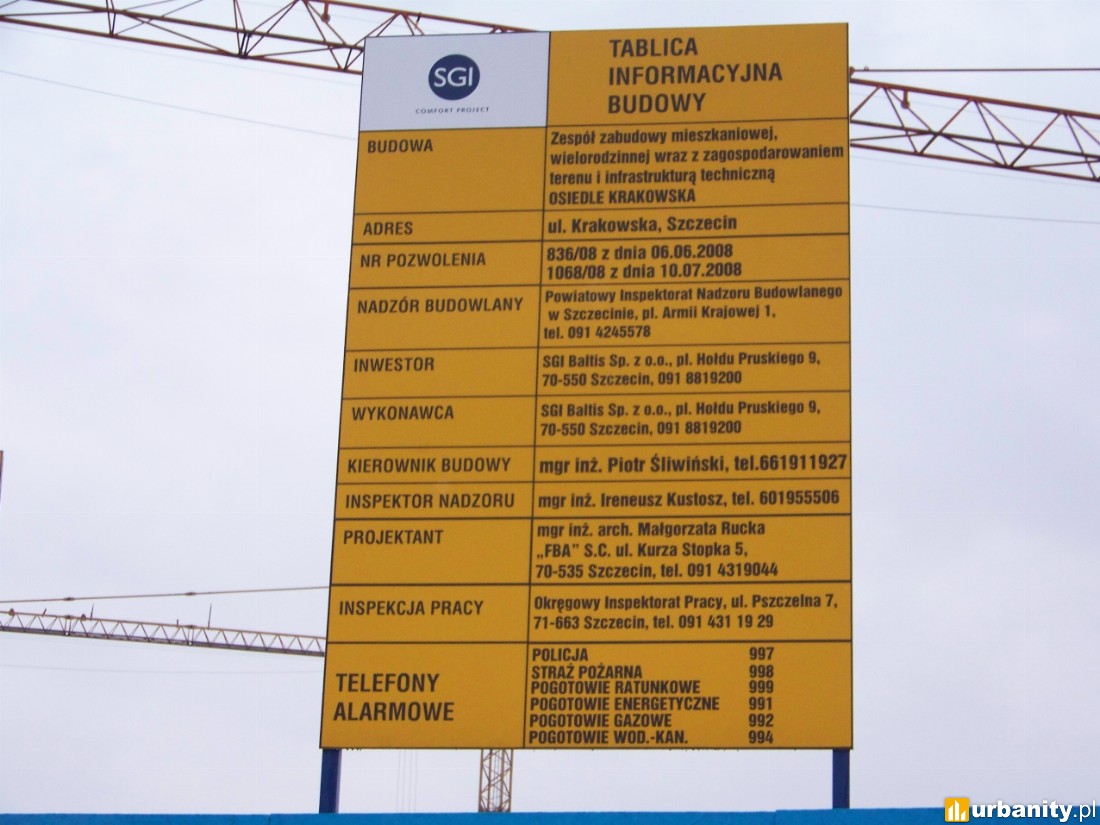 SGI
COMFORT PROJECT
TABLICA
INFORMACYJNA
BUDOWY
BUDOWA
Zespół zabudowy mieszkaniowej,
wielorodzinnej wraz z zagospodarowaniem
terenu i infrastrukturą techniczną
OSIEDLE KRAKOWSKA
ADRES
ul. Krakowska, Szczecin
NR POZWOLENIA
836/08 z dnia 06.06.2008
1068/08 z dnia 10.07.2008
NADZÓR BUDOWLANY
Powiatowy Inspektorat Nadzoru Budowlanego
w Szczecinie, pl. Armii Krajowej 1,
tel. 091 4245578
INWESTOR
SGI Baltis Sp. z o.o., pl. Hołdu Pruskiego 9,
70-550 Szczecin, 091 8819200
WYKONAWCA
SGI Baltis Sp. z o.o., pl. Hołdu Pruskiego 9,
70-550 Szczecin, 091 8819200
KIEROWNIK BUDOWY
mgr inż. Piotr Śliwiński, tel.661911927
INSPEKTOR NADZORU
mgr inż. Ireneusz Kustosz, tel. 601955506
PROJEKTANT
mgr inż. arch. Małgorzata Rucka
„FBA” S.C. ul. Kurza Stopka 5,
70-535 Szczecin, tel. 091 4319044
INSPEKCJA PRACY
Okręgowy Inspektorat Pracy, ul. Pszczelna 7,
71-663 Szczecin, tel. 091 431 19 29
TELEFONY
ALARMOWE
POLICJA 997
STRAŻ POŻARNA 998
POGOTOWIE RATUNKOWE 999
POGOTOWIE ENERGETYCZNE 991
POGOTOWIE GAZOWE 992
POGOTOWIE WOD.-KAN. 994
urbanity.pl